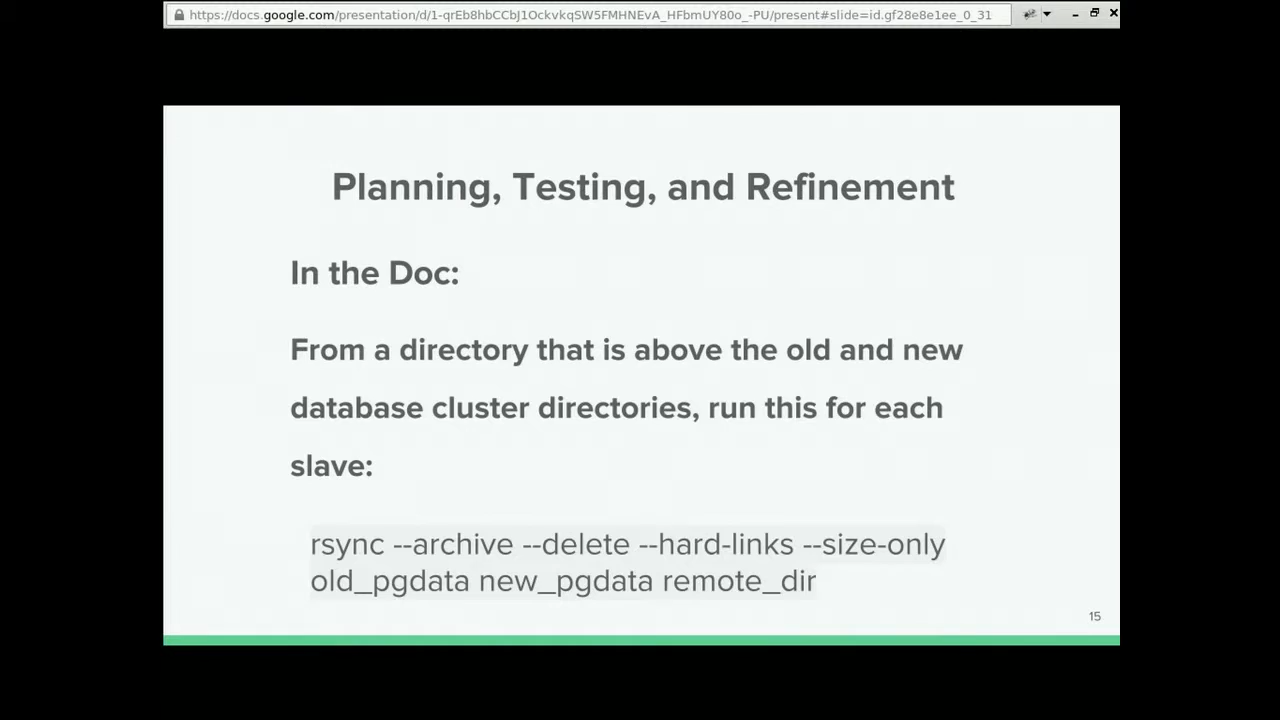 https://docs.google.com/presentation/d/1-qrEb8hbCCbJ1OckvkqSW5FMHNEvA_HFbmUY80o_-PU/present#slide=id.gf28e8e1ee_0_31
Planning, Testing, and Refinement
In the Doc:
From a directory that is above the old and new
database cluster directories, run this for each
slave:
rsync --archive --delete --hard-links --size-only
old_pgdata new_pgdata remote_dir
15